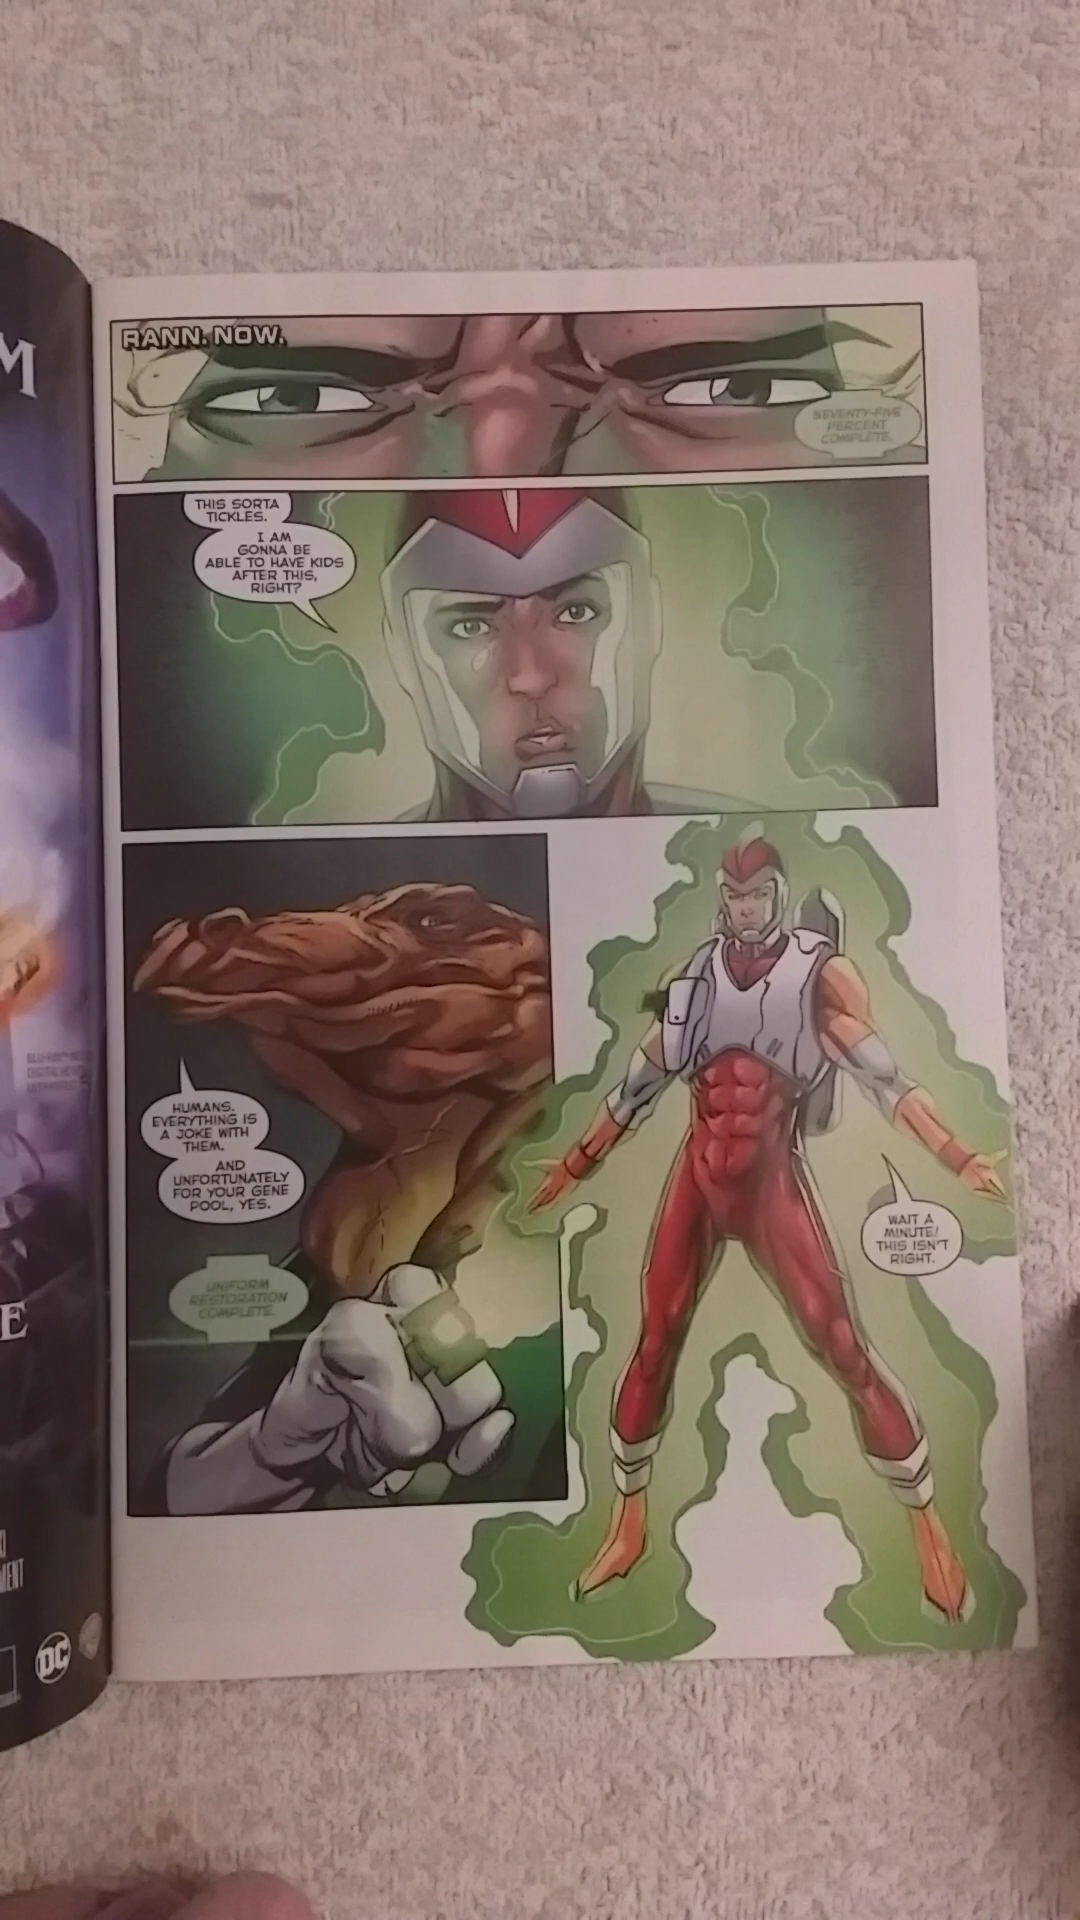 RANN. NOW.
SEVENTY-FIVE
PERCENT
COMPLETE.
THIS SORTA
TICKLES.
I AM
GONNA BE
ABLE TO HAVE KIDS
AFTER THIS,
RIGHT?
HUMANS.
EVERYTHING IS
A JOKE WITH
THEM.
AND
UNFORTUNATELY
FOR YOUR GENE
POOL, YES.
UNIFORM
RESTORATION
COMPLETE.
WAIT A
MINUTE!
THIS ISN'T
RIGHT.
M
E
DC